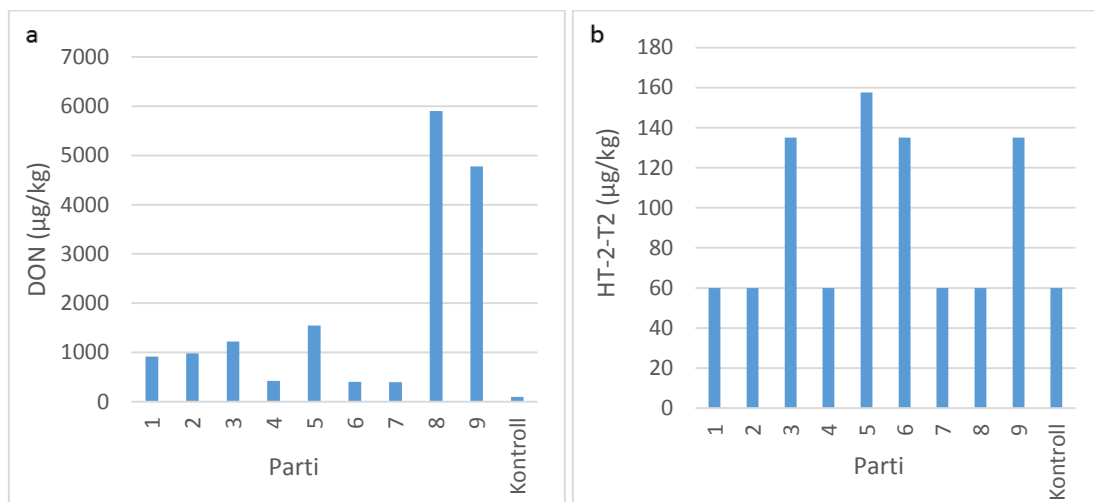 a
7000
6000
5000
4000
3000
2000
1000
0
DON (µg/kg)
1 2 3 4 5 6 7 8 9 Kontroll
Parti
b
180
160
140
120
100
80
60
40
20
0
HT-2-T2 (µg/kg)
1 2 3 4 5 6 7 8 9 Kontroll
Parti